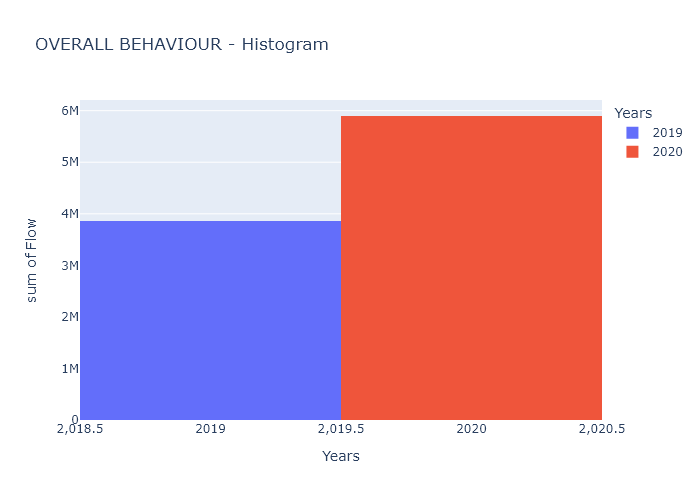 OVERALL BEHAVIOUR - Histogram
Years
2019
2020
6M
5M
4M
3M
2M
1M
0
sum of Flow
2,018.5 2019 2,019.5 2020 2,020.5
Years